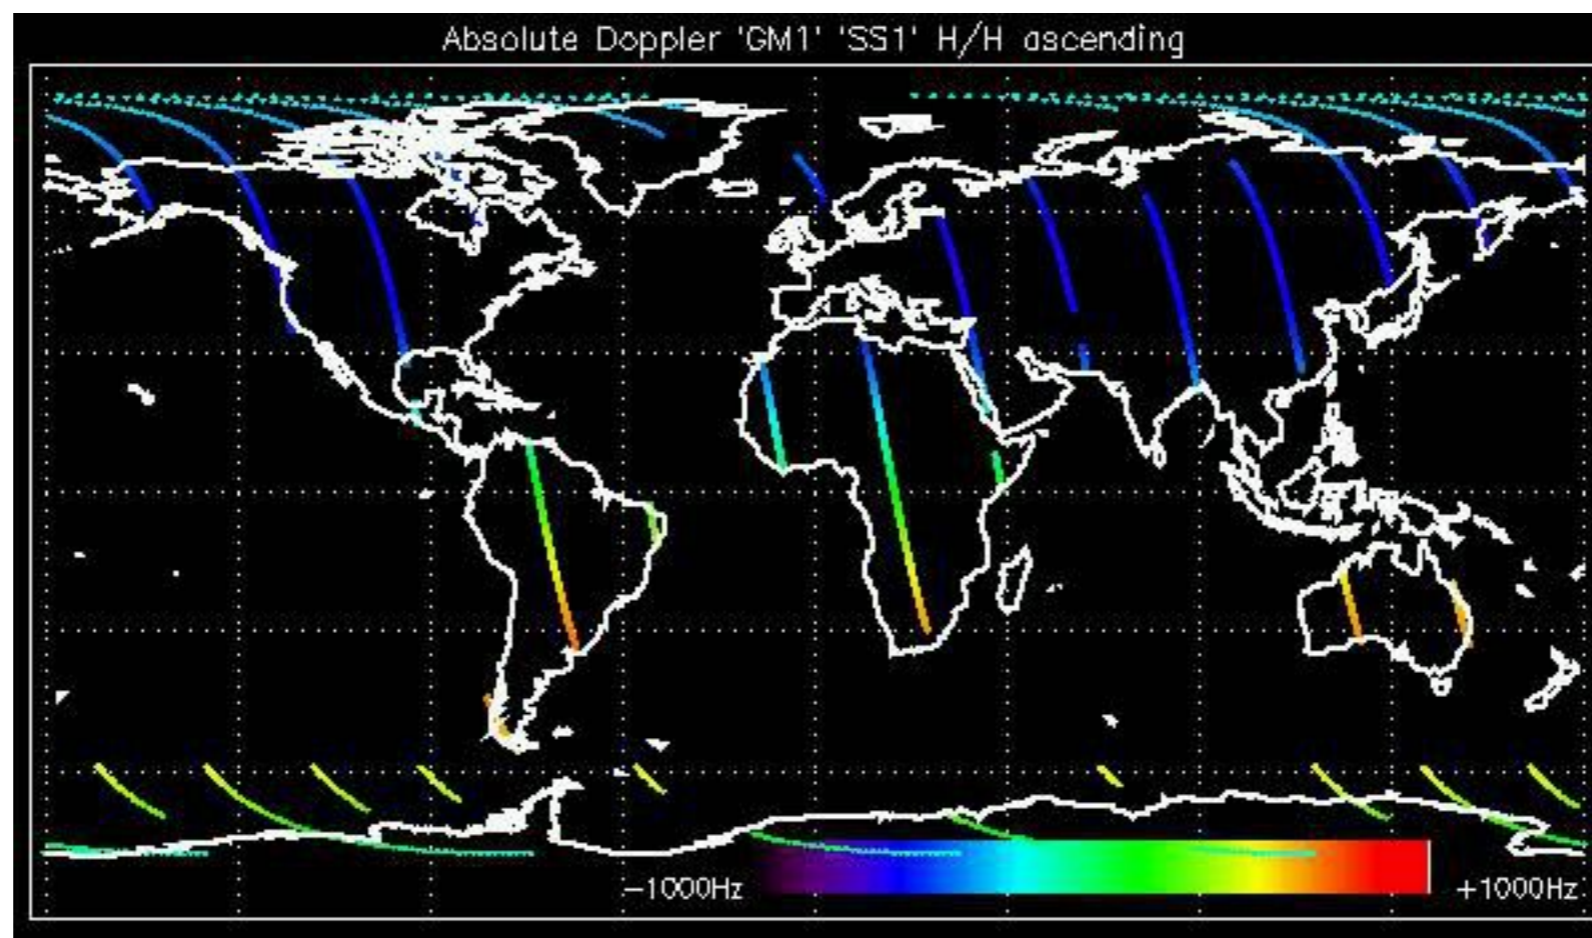 Absolute Doppler 'GM1' 'SS1' H/H ascending
−1000Hz
+1000Hz